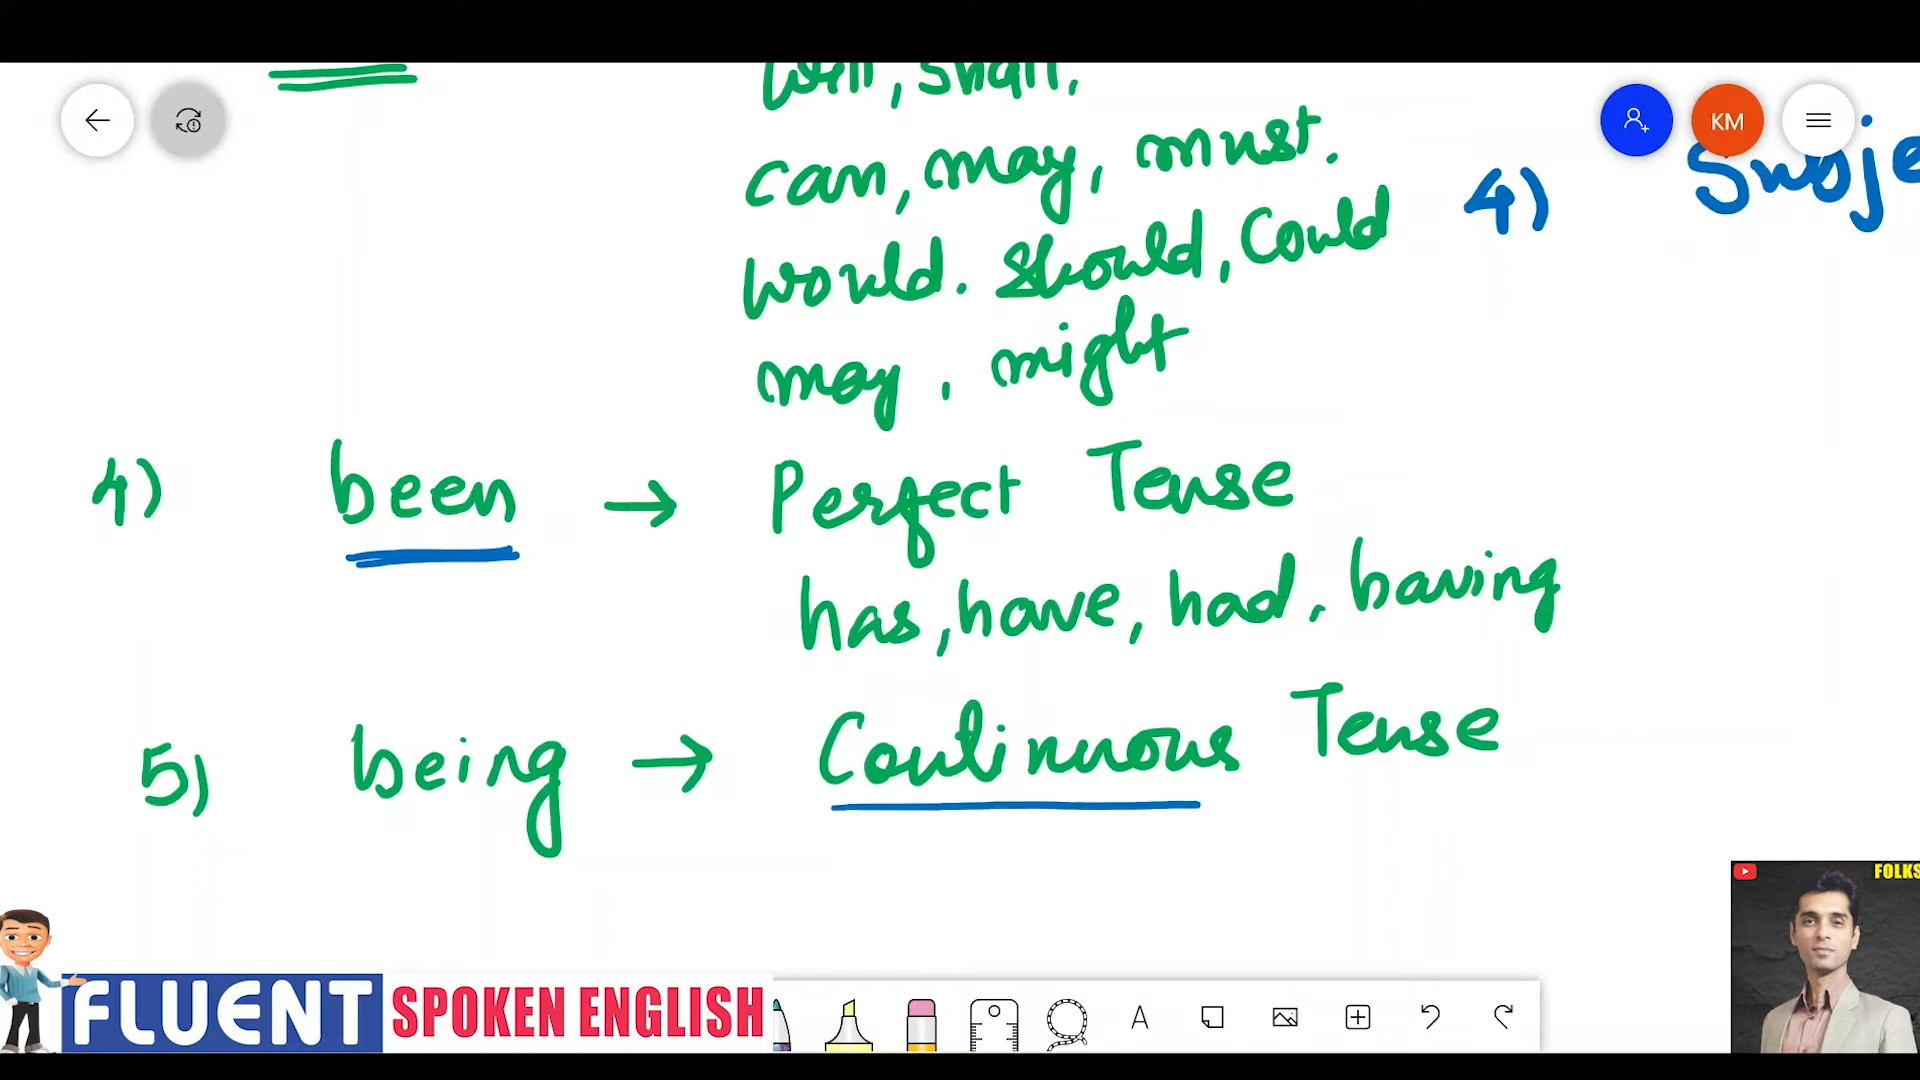 will, shall.
can, may, must.
would. should, Could
may, might
4) Subje
4) been → Perfect Tense
has, have, had, having
5) being → Continuous Tense
KM
FOLKS
FLUENT SPOKEN ENGLISH
A